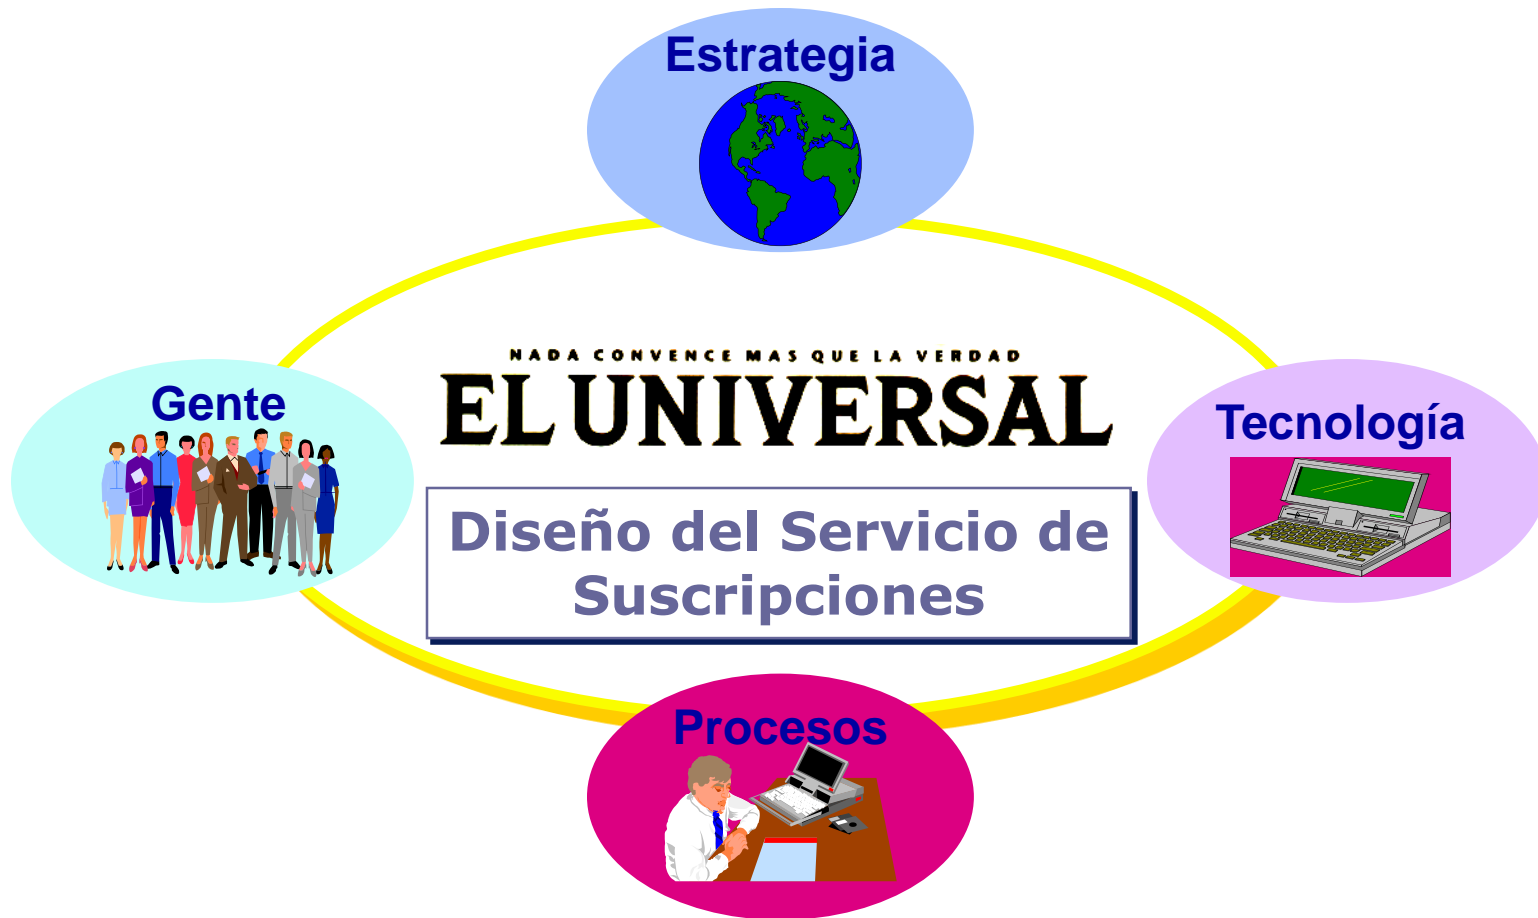 Estrategia
NADA CONVENCE MAS QUE LA VERDAD
EL UNIVERSAL
Gente
Tecnología
Diseño del Servicio de
Suscripciones
Procesos